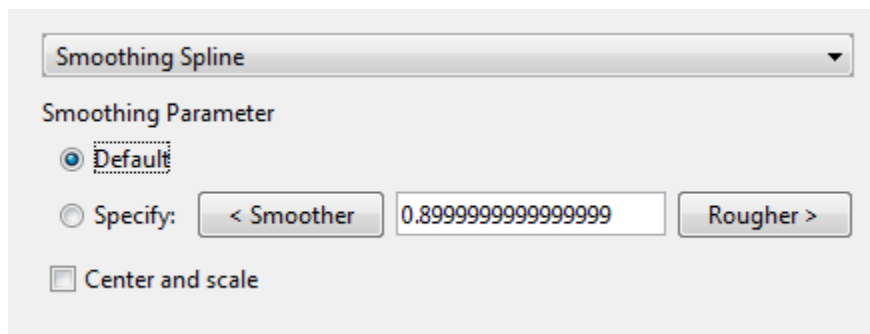 Smoothing Spline
Smoothing Parameter
Default
Specify: < Smoother 0.8999999999999999 Rougher >
Center and scale